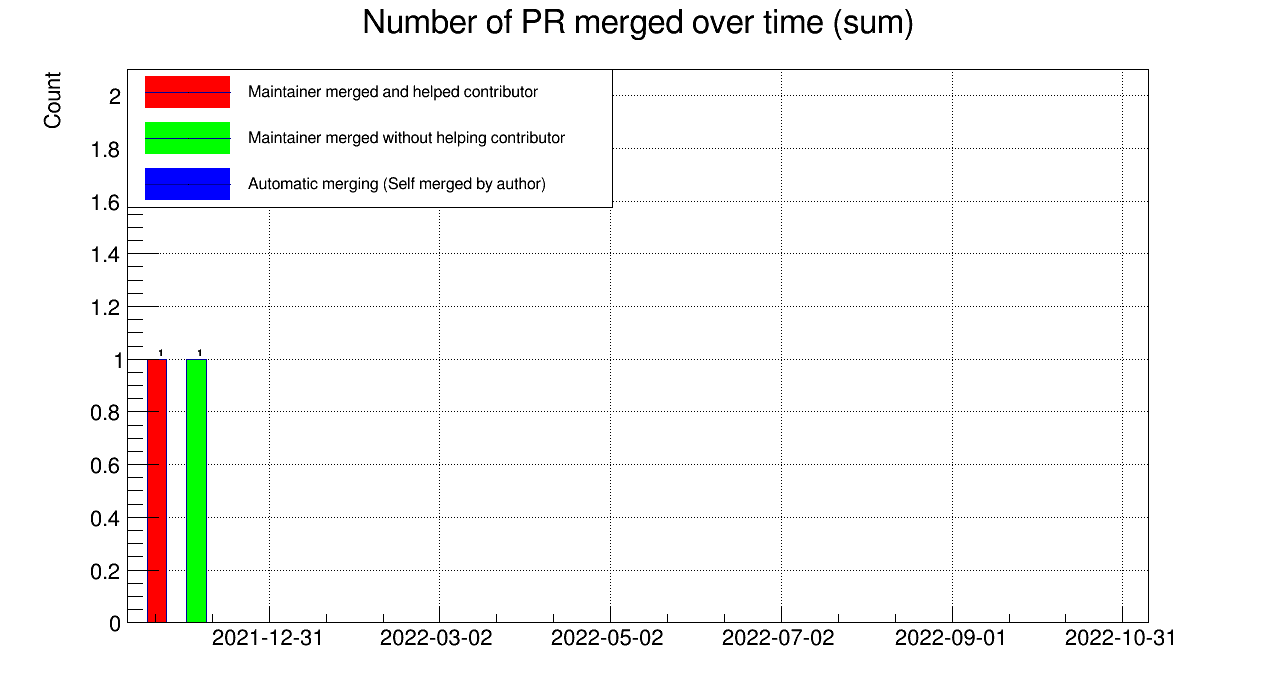 Number of PR merged over time (sum)
Count
Maintainer merged and helped contributor
Maintainer merged without helping contributor
Automatic merging (Self merged by author)
2
1.8
1.6
1.4
1.2
1
0.8
0.6
0.4
0.2
0
1 1
2021-12-31 2022-03-02 2022-05-02 2022-07-02 2022-09-01 2022-10-31